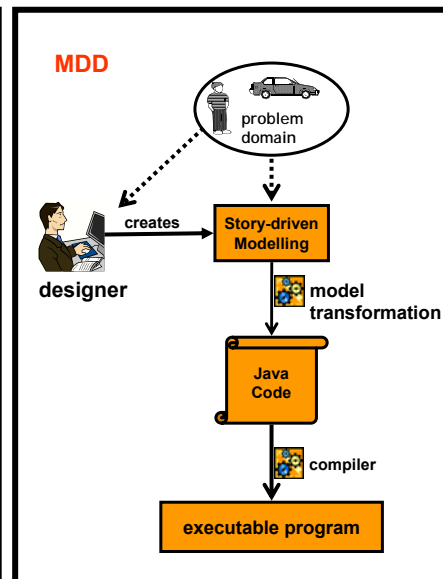 MDD
problem
domain
creates
Story-driven
Modelling
designer
model
transformation
Java
Code
compiler
executable program